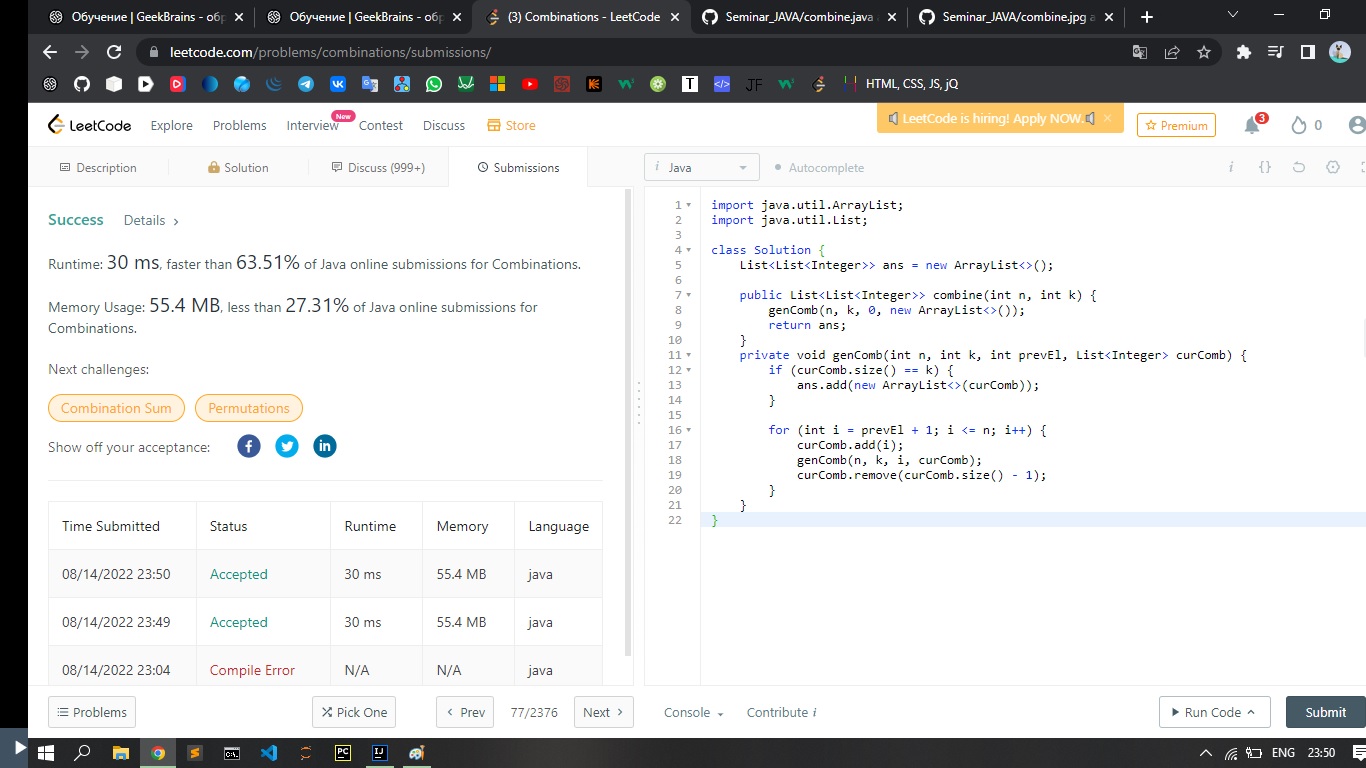 Обучение | GeekBrains - обр
Обучение | GeekBrains - обр
(3) Combinations - LeetCode
Seminar_JAVA/combine.java
Seminar_JAVA/combine.jpg a
leetcode.com/problems/combinations/submissions/
HTML, CSS, JS, jQ
LeetCode
Explore
Problems
Interview
New
Contest
Discuss
Store
LeetCode is hiring! Apply NOW.
Premium
3
0
Description
Solution
Discuss (999+)
Submissions
i Java
Autocomplete
Success
Details
Runtime: 30 ms, faster than 63.51% of Java online submissions for Combinations.
Memory Usage: 55.4 MB, less than 27.31% of Java online submissions for
Combinations.
Next challenges:
Combination Sum
Permutations
Show off your acceptance:
Time Submitted Status Runtime Memory Language
08/14/2022 23:50 Accepted 30 ms 55.4 MB java
08/14/2022 23:49 Accepted 30 ms 55.4 MB java
08/14/2022 23:04 Compile Error N/A N/A java
1 import java.util.ArrayList;
2 import java.util.List;
3
4 class Solution {
5 List<List<Integer>> ans = new ArrayList<>();
6
7 public List<List<Integer>> combine(int n, int k) {
8 genComb(n, k, 0, new ArrayList<>());
9 return ans;
10 }
11 private void genComb(int n, int k, int prevEl, List<Integer> curComb) {
12 if (curComb.size() == k) {
13 ans.add(new ArrayList<>(curComb));
14 }
15
16 for (int i = prevEl + 1; i <= n; i++) {
17 curComb.add(i);
18 genComb(n, k, i, curComb);
19 curComb.remove(curComb.size() - 1);
20 }
21 }
22 }
Problems
Pick One
Prev
77/2376
Next
Console
Contribute i
Run Code
Submit
ENG
23:50